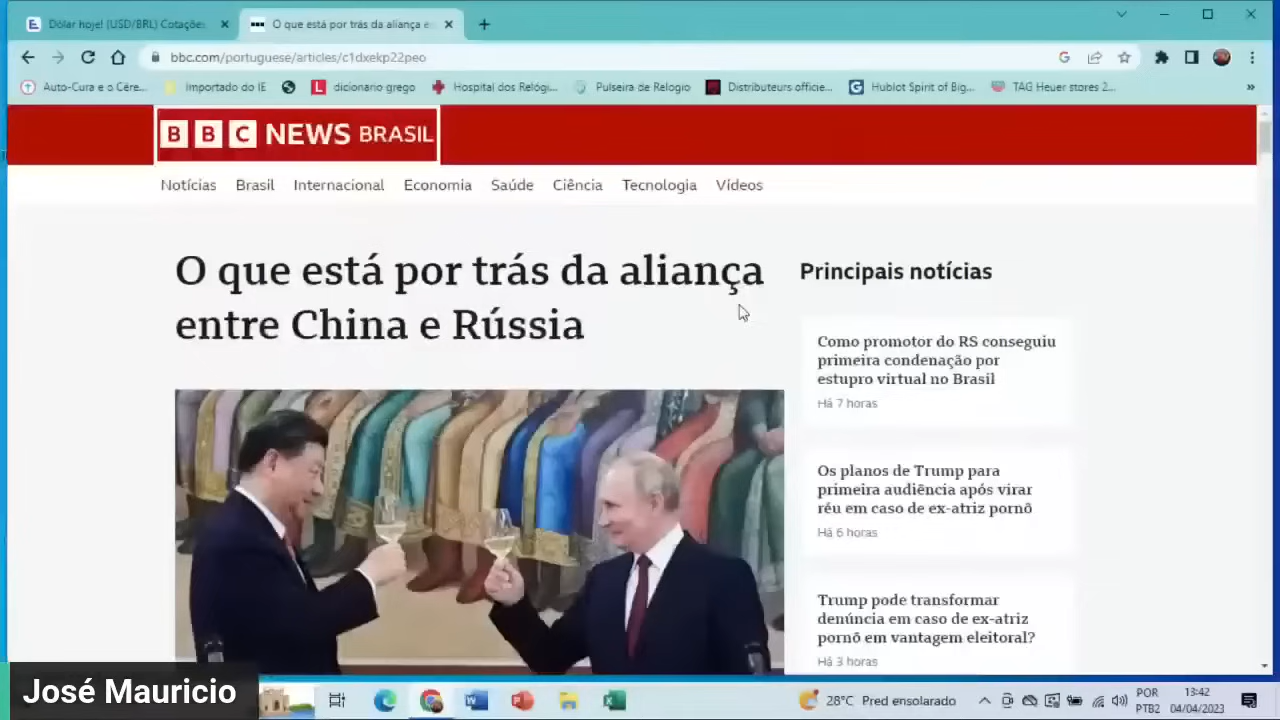 Dólar hoje! (USD/BRL) Cotações
O que está por trás da aliança e
bbc.com/portuguese/articles/c1dxekp22peo
Auto-Cura e o Cére...
Importado do IE
dicionario grego
Hospital dos Relógi...
Pulseira de Relogio
Distributeurs officie...
Hublot Spirit of Big...
TAG Heuer stores 2...
»
BBC NEWS BRASIL
Notícias Brasil Internacional Economia Saúde Ciência Tecnologia Vídeos
O que está por trás da aliança
entre China e Rússia
Principais notícias
Como promotor do RS conseguiu
primeira condenação por
estupro virtual no Brasil
Há 7 horas
Os planos de Trump para
primeira audiência após virar
réu em caso de ex-atriz pornô
Há 6 horas
Trump pode transformar
denúncia em caso de ex-atriz
pornô em vantagem eleitoral?
Há 3 horas
José Mauricio
28°C Pred ensolarado
POR
PTB2
13:42
04/04/2023